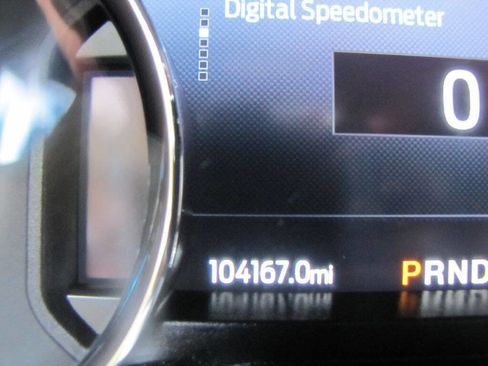 Digital Speedometer
0
104167.0mi PRND